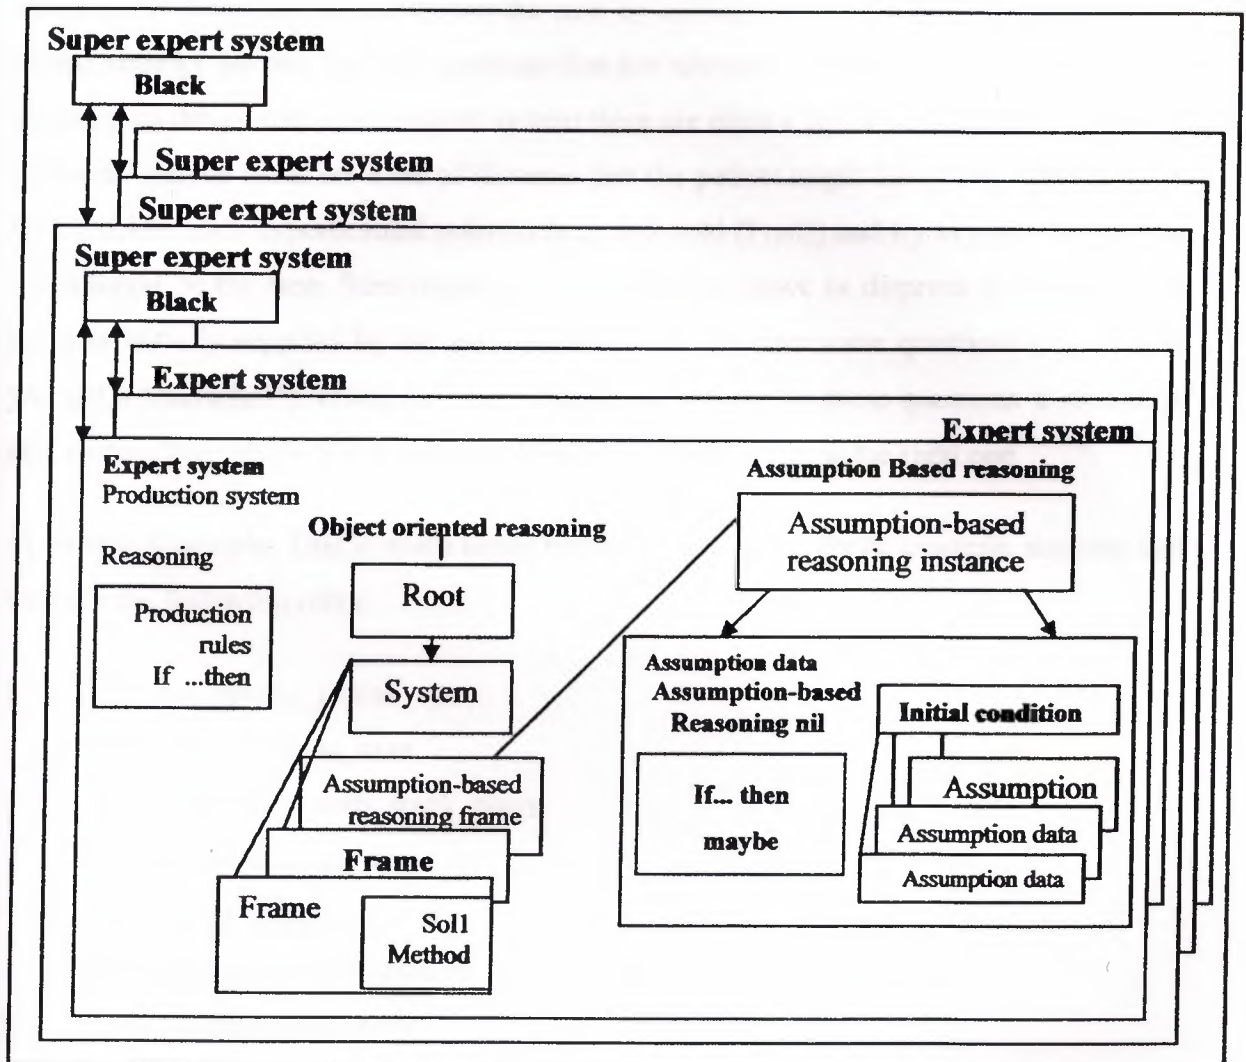 Super expert system
Black
Super expert system
Super expert system
Super expert system
Black
Expert system
Expert system
Expert system
Production system
Reasoning
Production
rules
If ...then
Object oriented reasoning
Root
System
Assumption-based
reasoning frame
Frame
Frame
Soll
Method
Assumption Based reasoning
Assumption-based
reasoning instance
Assumption data
Assumption-based
Reasoning nil
If... then
maybe
Initial condition
Assumption
Assumption data
Assumption data